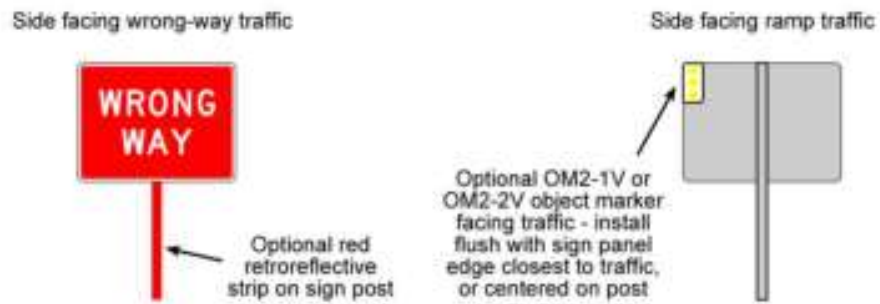 Side facing wrong-way traffic
Side facing ramp traffic
WRONG
WAY
Optional OM2-1V or
OM2-2V object marker
facing traffic - install
flush with sign panel
edge closest to traffic,
or centered on post
Optional red
retroreflective
strip on sign post